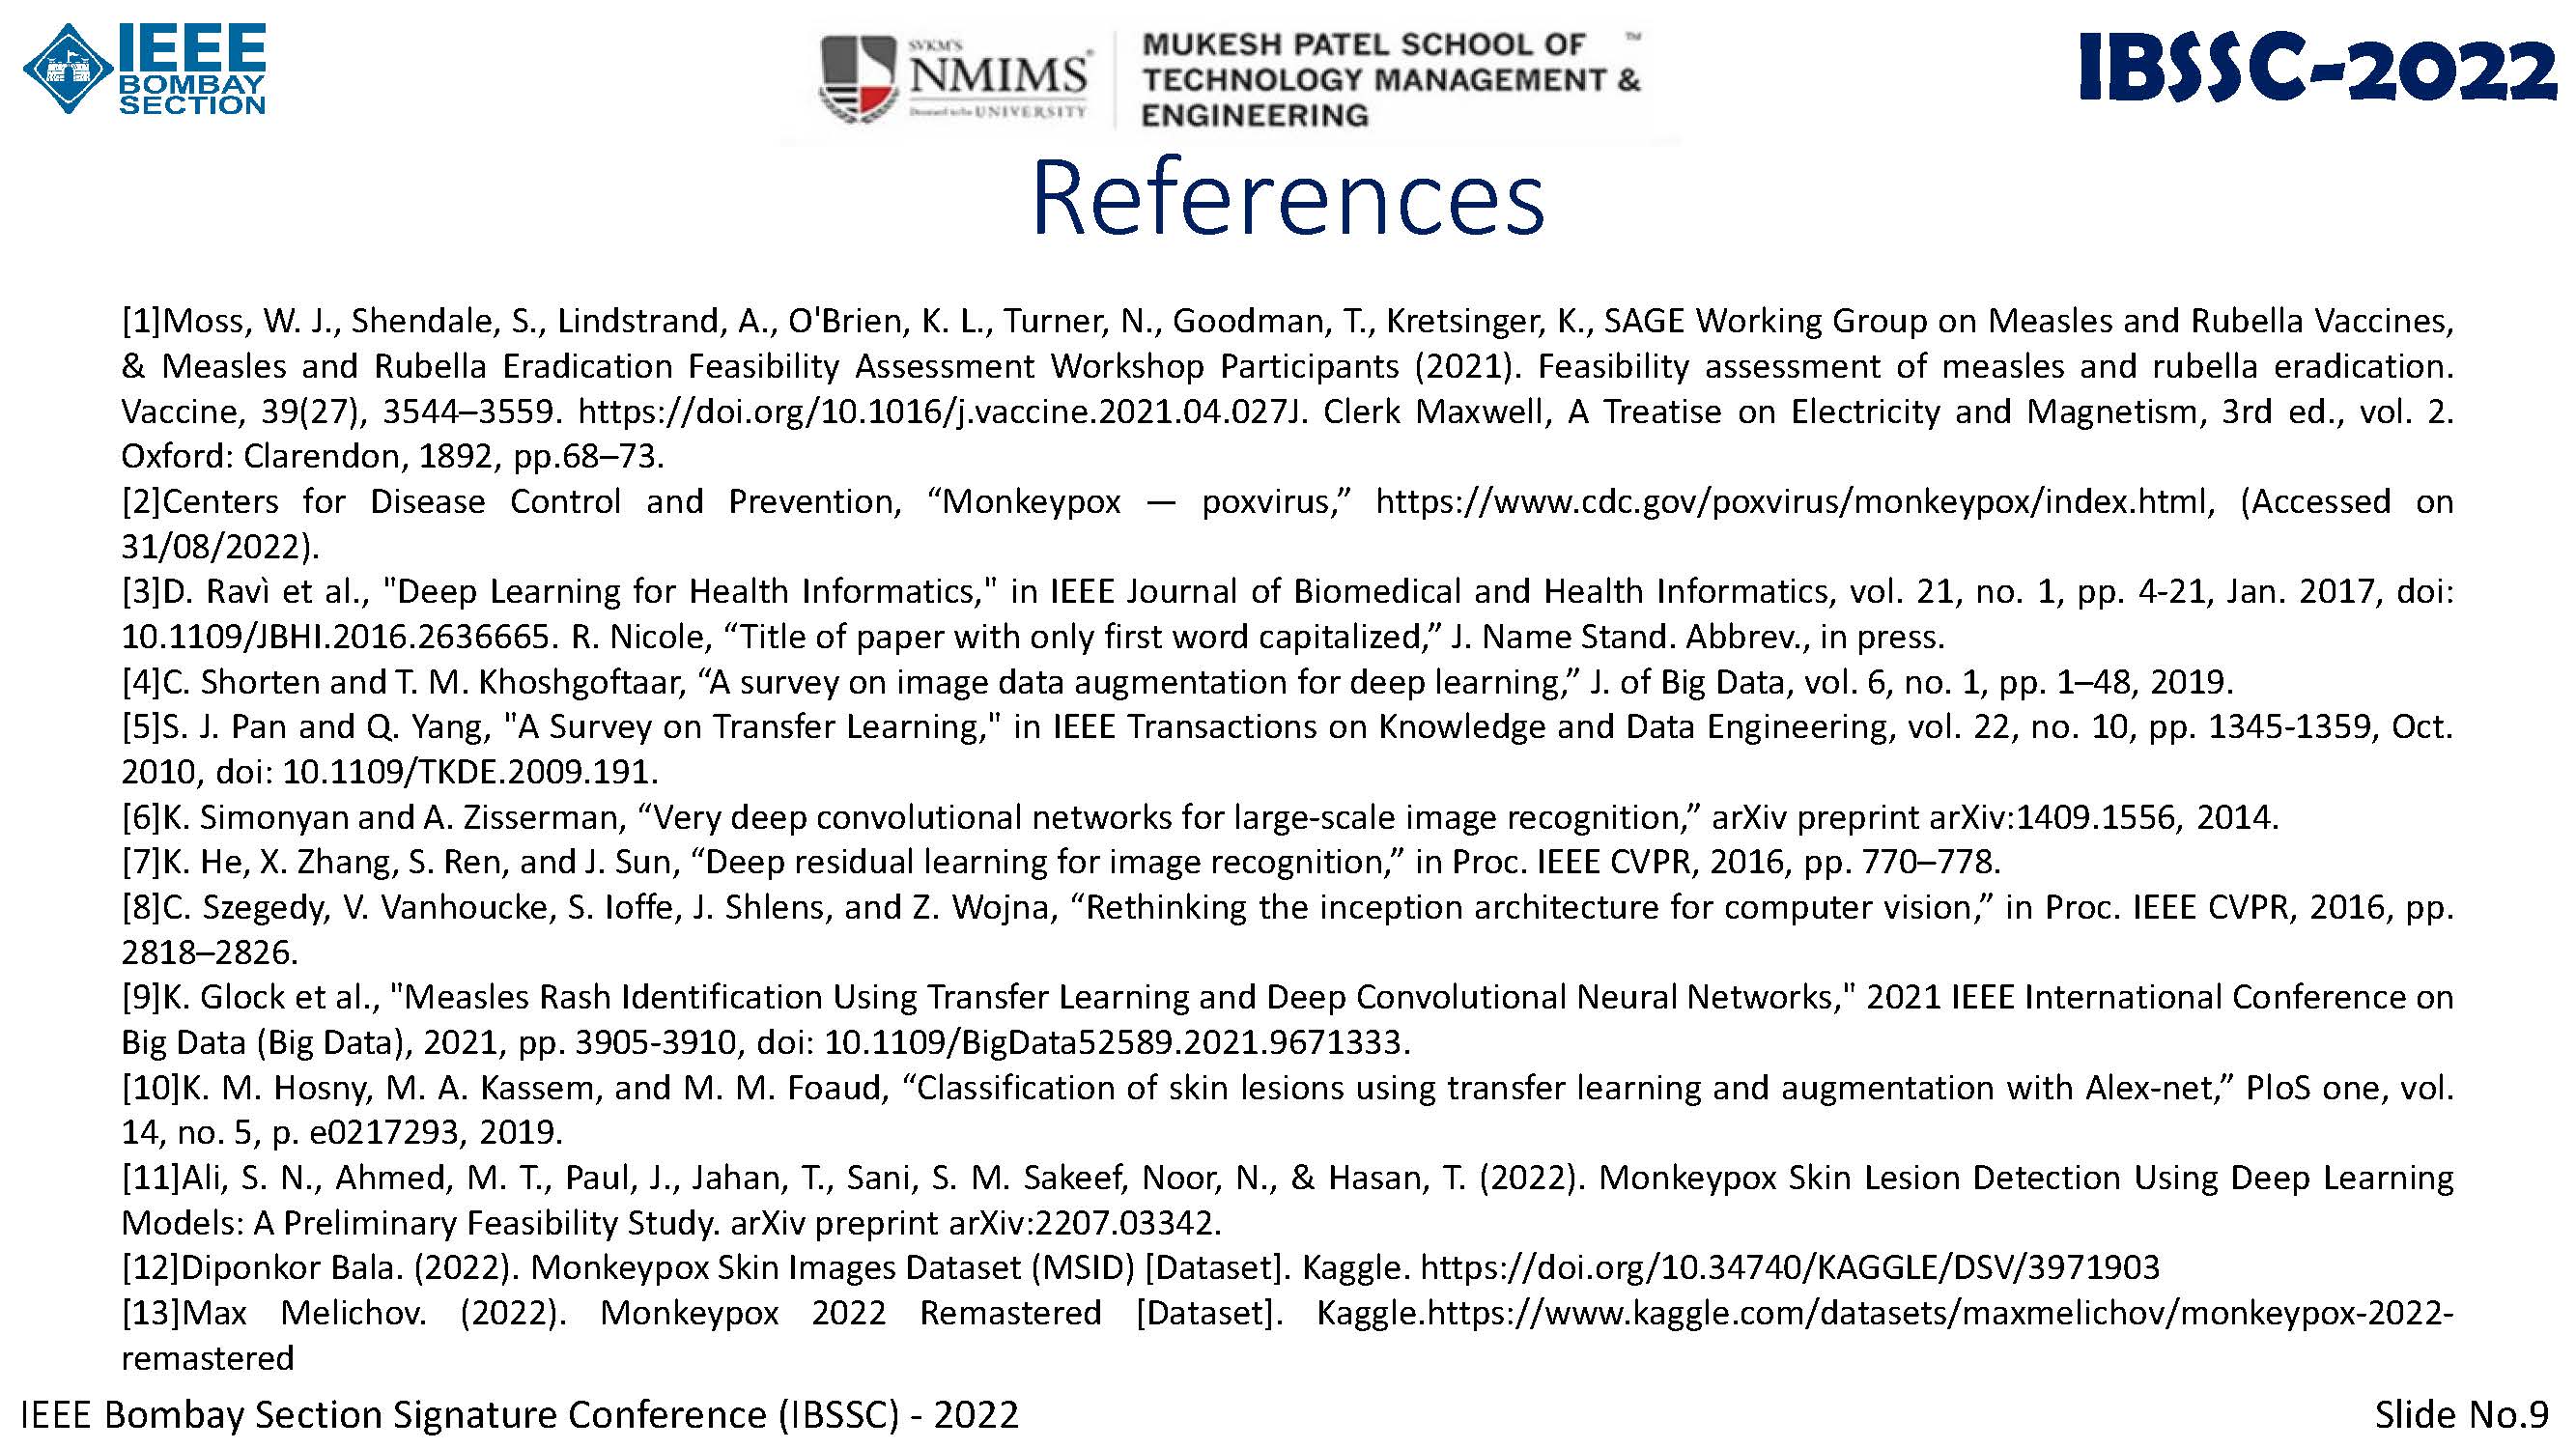 IEEE
BOMBAY
SECTION
SVKM'S
NMIMS
Deemed to be UNIVERSITY
MUKESH PATEL SCHOOL OF
TECHNOLOGY MANAGEMENT &
ENGINEERING
TM
IBSSC-2022
References
[1]Moss, W. J., Shendale, S., Lindstrand, A., O'Brien, K. L., Turner, N., Goodman, T., Kretsinger, K., SAGE Working Group on Measles and Rubella Vaccines,
& Measles and Rubella Eradication Feasibility Assessment Workshop Participants (2021). Feasibility assessment of measles and rubella eradication.
Vaccine, 39(27), 3544–3559. https://doi.org/10.1016/j.vaccine.2021.04.027J. Clerk Maxwell, A Treatise on Electricity and Magnetism, 3rd ed., vol. 2.
Oxford: Clarendon, 1892, pp.68–73.
[2]Centers for Disease Control and Prevention, “Monkeypox — poxvirus,” https://www.cdc.gov/poxvirus/monkeypox/index.html, (Accessed on
31/08/2022).
[3]D. Ravì et al., "Deep Learning for Health Informatics," in IEEE Journal of Biomedical and Health Informatics, vol. 21, no. 1, pp. 4-21, Jan. 2017, doi:
10.1109/JBHI.2016.2636665. R. Nicole, “Title of paper with only first word capitalized,” J. Name Stand. Abbrev., in press.
[4]C. Shorten and T. M. Khoshgoftaar, “A survey on image data augmentation for deep learning,” J. of Big Data, vol. 6, no. 1, pp. 1–48, 2019.
[5]S. J. Pan and Q. Yang, "A Survey on Transfer Learning," in IEEE Transactions on Knowledge and Data Engineering, vol. 22, no. 10, pp. 1345-1359, Oct.
2010, doi: 10.1109/TKDE.2009.191.
[6]K. Simonyan and A. Zisserman, “Very deep convolutional networks for large-scale image recognition,” arXiv preprint arXiv:1409.1556, 2014.
[7]K. He, X. Zhang, S. Ren, and J. Sun, “Deep residual learning for image recognition,” in Proc. IEEE CVPR, 2016, pp. 770–778.
[8]C. Szegedy, V. Vanhoucke, S. Ioffe, J. Shlens, and Z. Wojna, “Rethinking the inception architecture for computer vision,” in Proc. IEEE CVPR, 2016, pp.
2818–2826.
[9]K. Glock et al., "Measles Rash Identification Using Transfer Learning and Deep Convolutional Neural Networks," 2021 IEEE International Conference on
Big Data (Big Data), 2021, pp. 3905-3910, doi: 10.1109/BigData52589.2021.9671333.
[10]K. M. Hosny, M. A. Kassem, and M. M. Foaud, “Classification of skin lesions using transfer learning and augmentation with Alex-net,” PloS one, vol.
14, no. 5, p. e0217293, 2019.
[11]Ali, S. N., Ahmed, M. T., Paul, J., Jahan, T., Sani, S. M. Sakeef, Noor, N., & Hasan, T. (2022). Monkeypox Skin Lesion Detection Using Deep Learning
Models: A Preliminary Feasibility Study. arXiv preprint arXiv:2207.03342.
[12]Diponkor Bala. (2022). Monkeypox Skin Images Dataset (MSID) [Dataset]. Kaggle. https://doi.org/10.34740/KAGGLE/DSV/3971903
[13]Max Melichov. (2022). Monkeypox 2022 Remastered [Dataset]. Kaggle.https://www.kaggle.com/datasets/maxmelichov/monkeypox-2022-
remastered
IEEE Bombay Section Signature Conference (IBSSC) - 2022
Slide No.9